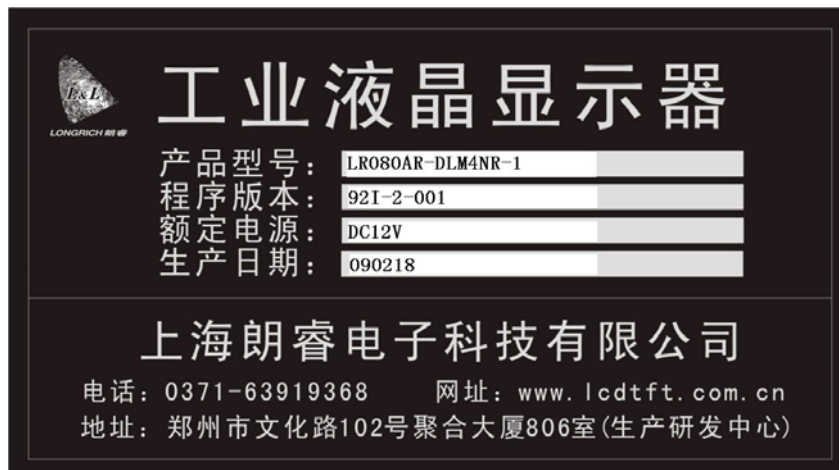 工业液晶显示器
L&L
LONGRICH 朗睿
产品型号：LR080AR-DLM4NR-1
程序版本：92I-2-001
额定电源：DC12V
生产日期：090218
上海朗睿电子科技有限公司
电话：0371-63919368 网址：www.lcdtft.com.cn
地址：郑州市文化路102号聚合大厦806室(生产研发中心)